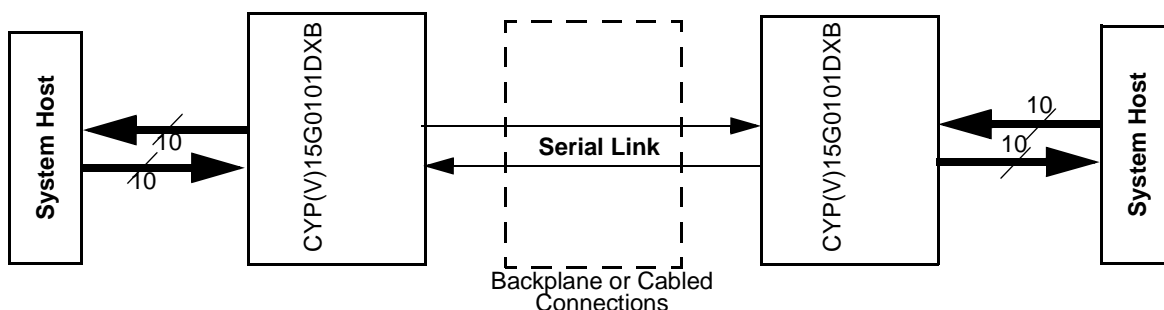 System Host
10
10
CYP(V)15G0101DXB
Serial Link
Backplane or Cabled
Connections
CYP(V)15G0101DXB
10
10
System Host